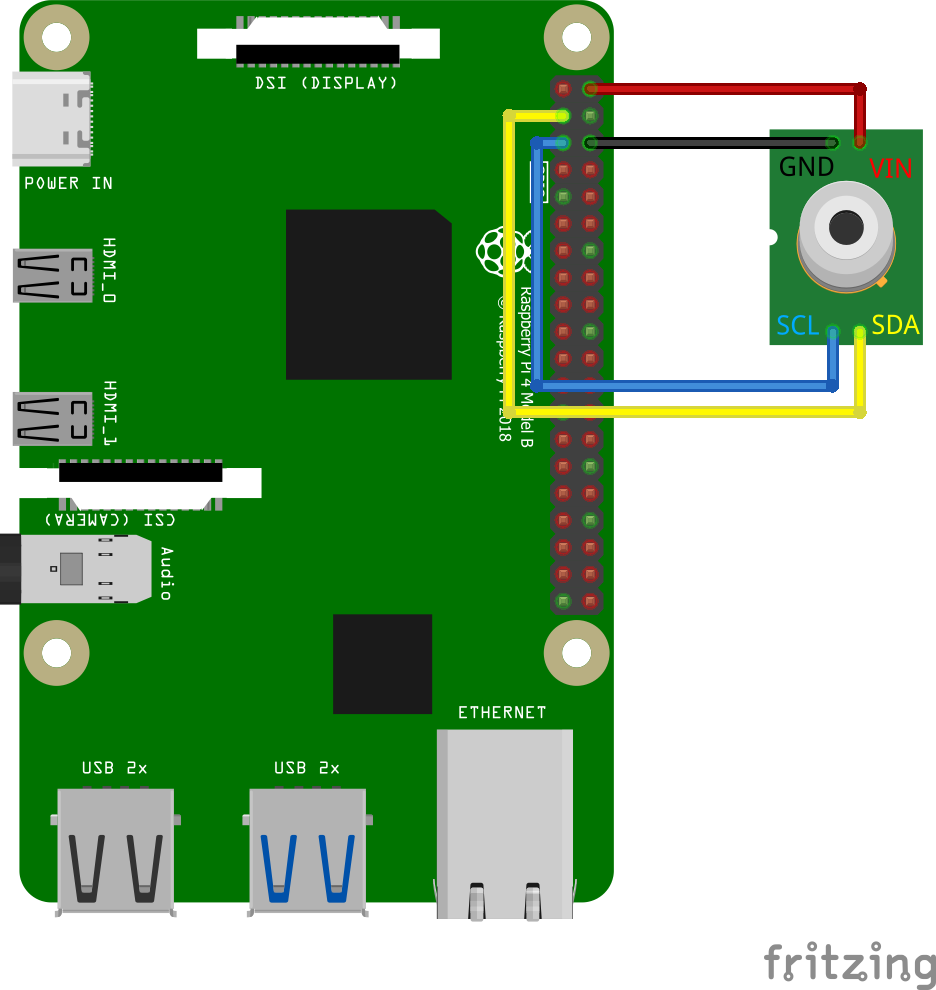 DSI (DISPLAY)
POWER IN
GND
VIN
HDMI_0
SCL
SDA
Raspberry Pi 4 Model B
© Raspberry Pi 2018
HDMI_1
CSI (CAMERA)
Audio
ETHERNET
USB 2x
USB 2x
fritzing